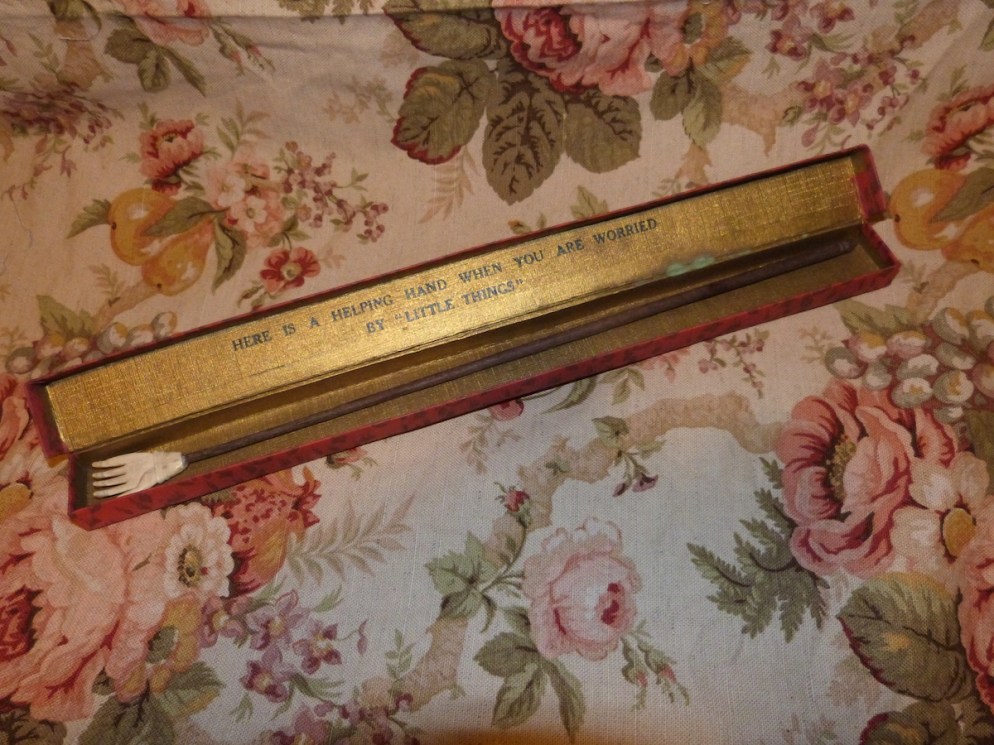 HERE IS A HELPING HAND WHEN YOU ARE WORRIED
BY "LITTLE THINGS"